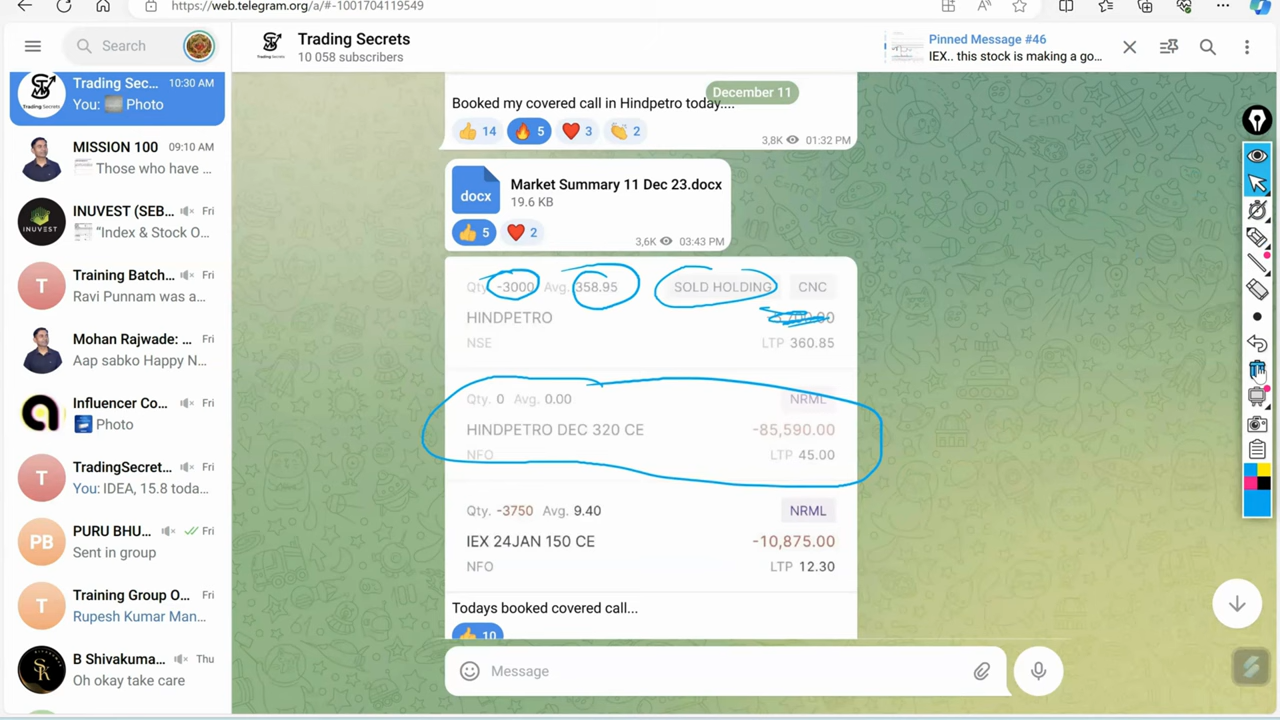 https://web.telegram.org/a/#-1001704119549
Search
Trading Secrets
10 058 subscribers
Pinned Message #46
IEX.. this stock is making a go...
Trading Sec... 10:30 AM
You: Photo
Trading Secrets
MISSION 100 09:10 AM
Those who have ...
INUVEST (SEB... Fri
"Index & Stock O...
INUVEST
Training Batch... Fri
Ravi Punnam was a...
T
Mohan Rajwade: ... Fri
Aap sabko Happy N...
Influencer Co... Fri
Photo
TradingSecret... Fri
You: IDEA, 15.8 toda...
T
PURU BHU... Fri
Sent in group
PB
Training Group O... Fri
Rupesh Kumar Man...
T
B Shivakuma... Thu
Oh okay take care
SK
December 11
Booked my covered call in Hindpetro today....
14 5 3 2 3,8K 01:32 PM
docx
Market Summary 11 Dec 23.docx
19.6 KB
5 2 3,6K 03:43 PM
Qty. -3000 Avg. 358.95 SOLD HOLDING CNC
HINDPETRO
NSE LTP 360.85
Qty. 0 Avg. 0.00 NRML
HINDPETRO DEC 320 CE -85,590.00
NFO LTP 45.00
Qty. -3750 Avg. 9.40 NRML
IEX 24JAN 150 CE -10,875.00
NFO LTP 12.30
Todays booked covered call...
10
Message